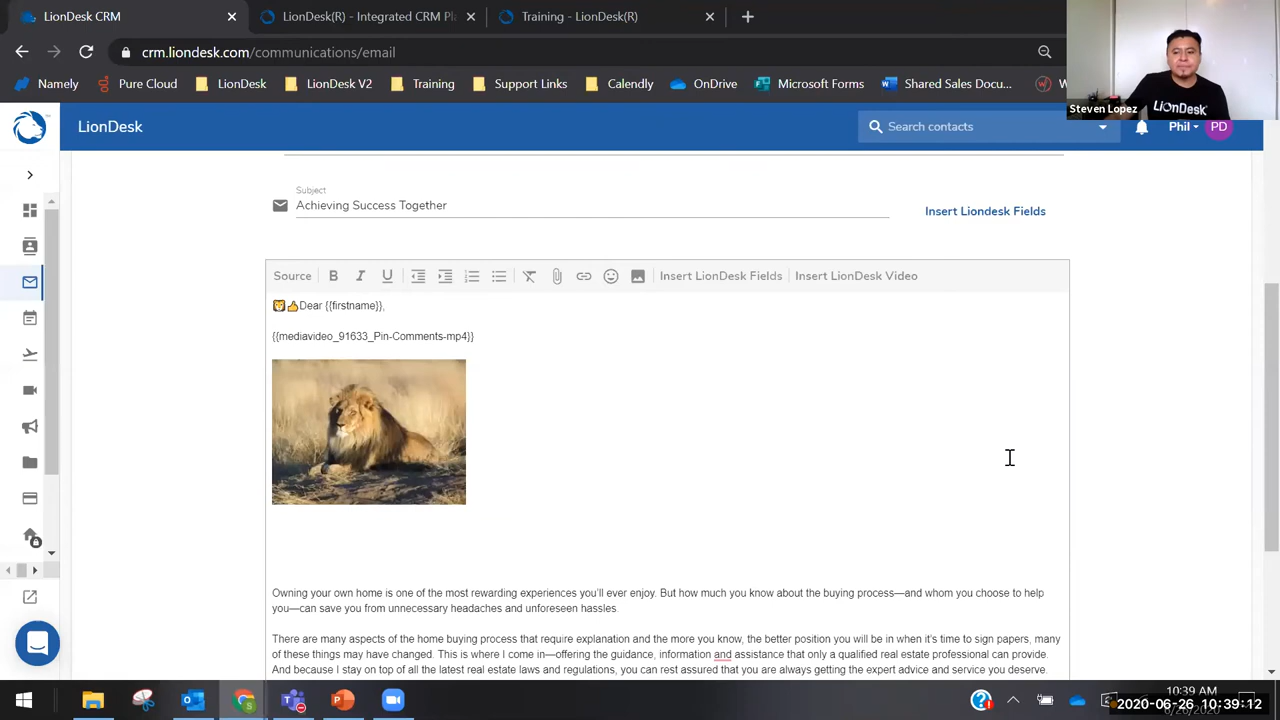 LionDesk CRM
LionDesk(R) - Integrated CRM Pl
Training - LionDesk(R)
crm.liondesk.com/communications/email
Namely
Pure Cloud
LionDesk
LionDesk V2
Training
Support Links
Calendly
OnDrive
Microsoft Forms
Shared Sales Docu...
Steven Lopez
LionDesk
LionDesk
Search contacts
Phil
PD
Subject
Achieving Success Together
Insert Liondesk Fields
Source
B
I
U
Insert LionDesk Fields
Insert LionDesk Video
Dear {{firstname}},
{{mediavideo_91633_Pin-Comments-mp4}}
Owning your own home is one of the most rewarding experiences you'll ever enjoy. But how much you know about the buying process—and whom you choose to help
you—can save you from unnecessary headaches and unforeseen hassles.
There are many aspects of the home buying process that require explanation and the more you know, the better position you will be in when it's time to sign papers, many
of these things may have changed. This is where I come in—offering the guidance, information and assistance that only a qualified real estate professional can provide.
And because I stay on top of all the latest real estate laws and regulations, you can rest assured that you are always getting the expert advice and service you deserve.
10:39 AM
2020-06-26 10:39:12